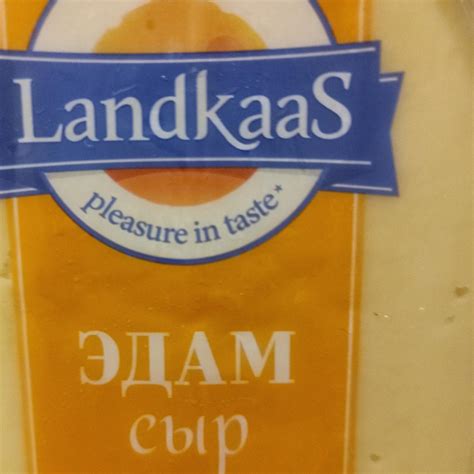 LandkaaS
pleasure in taste*
ЭДАМ
сыр